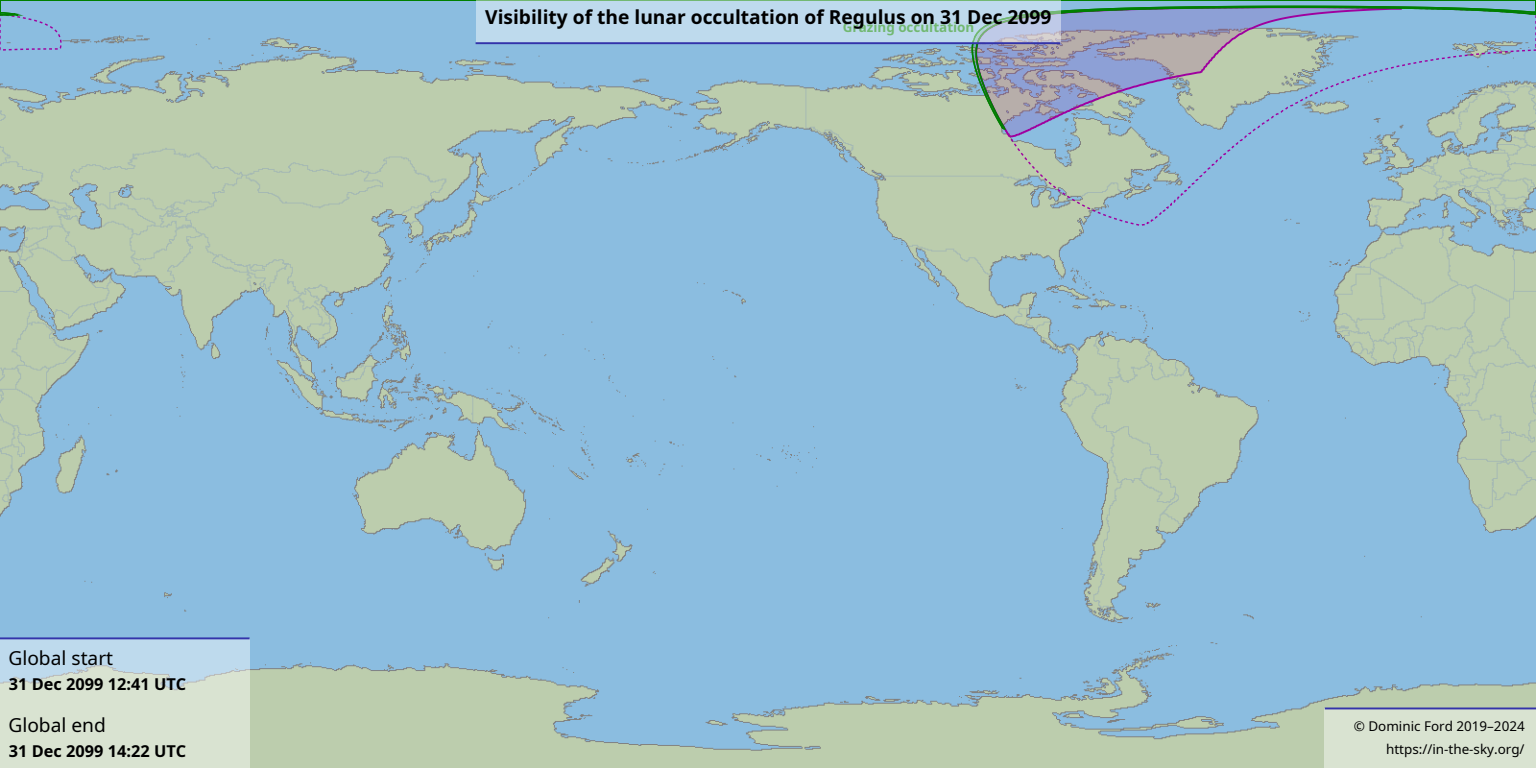 Visibility of the lunar occultation of Regulus on 31 Dec 2099
Grazing occultation
Global start
31 Dec 2099 12:41 UTC
Global end
31 Dec 2099 14:22 UTC
© Dominic Ford 2019–2024
https://in-the-sky.org/